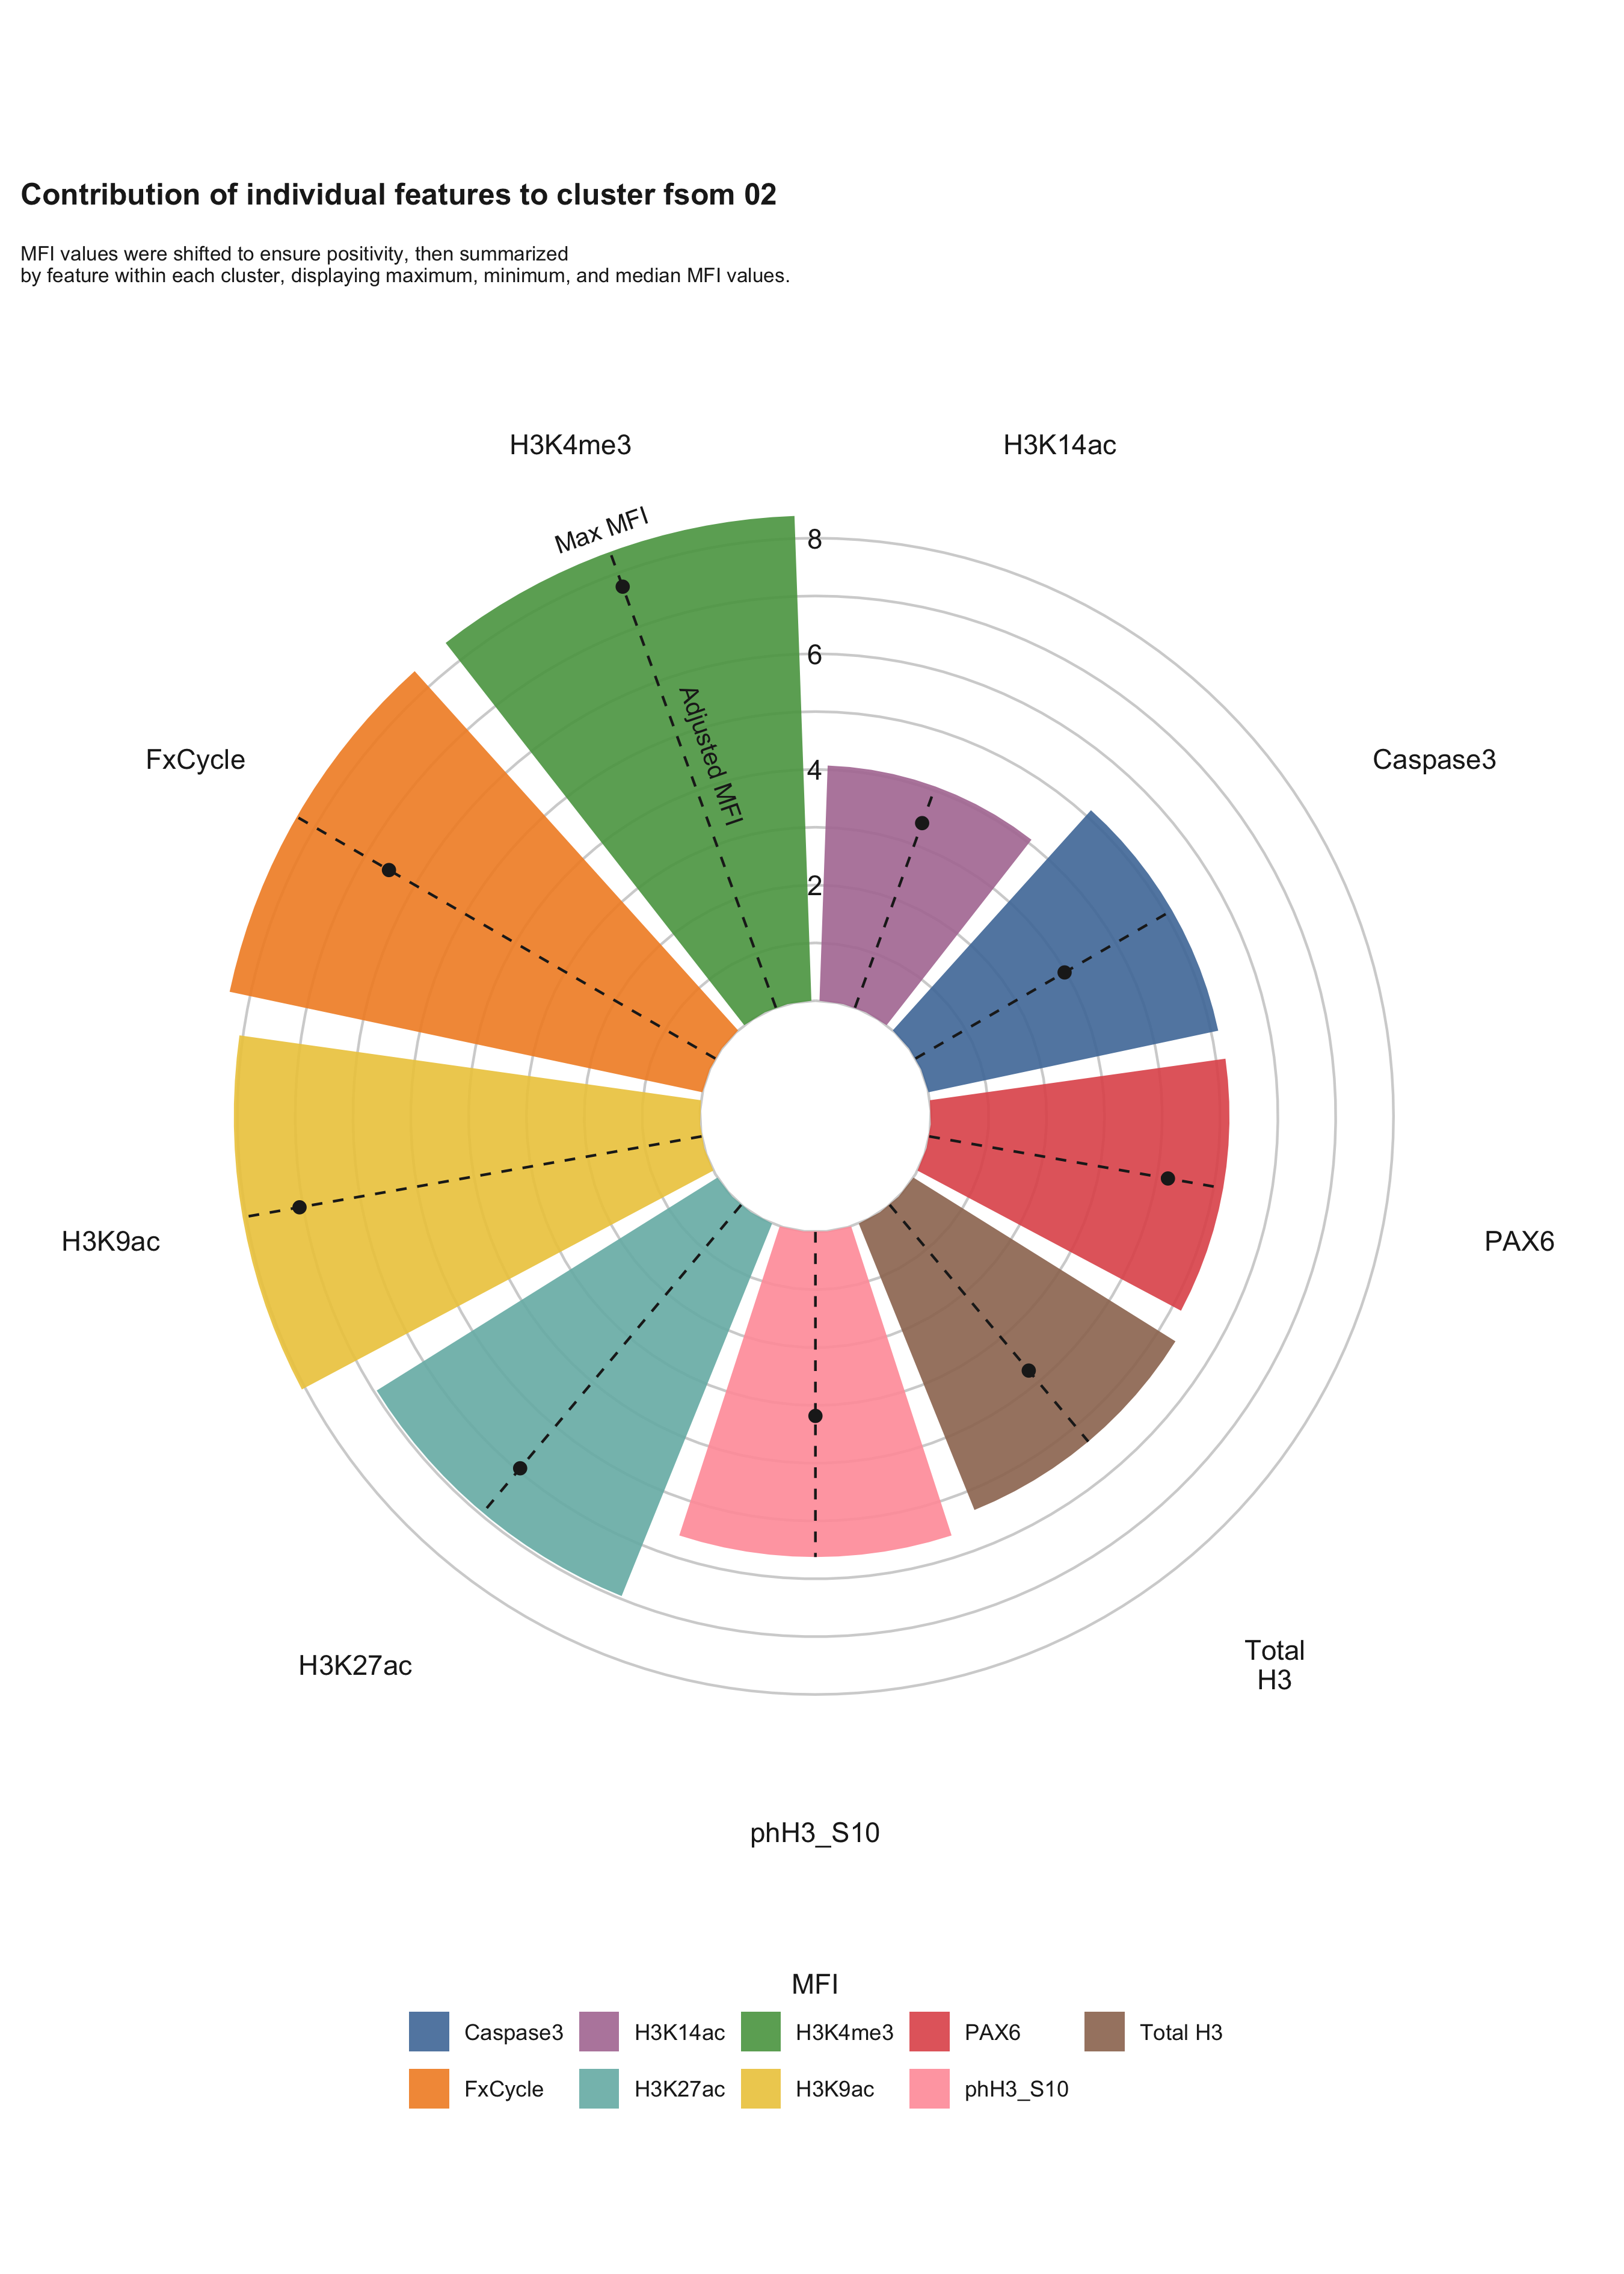 Contribution of individual features to cluster fsom 02
MFI values were shifted to ensure positivity, then summarized
by feature within each cluster, displaying maximum, minimum, and median MFI values.
H3K4me3
H3K14ac
Max MFI
8
6
Adjusted MFI
4
2
FxCycle
Caspase3
H3K9ac
PAX6
H3K27ac
Total
H3
phH3_S10
MFI
Caspase3
H3K14ac
H3K4me3
PAX6
Total H3
FxCycle
H3K27ac
H3K9ac
phH3_S10